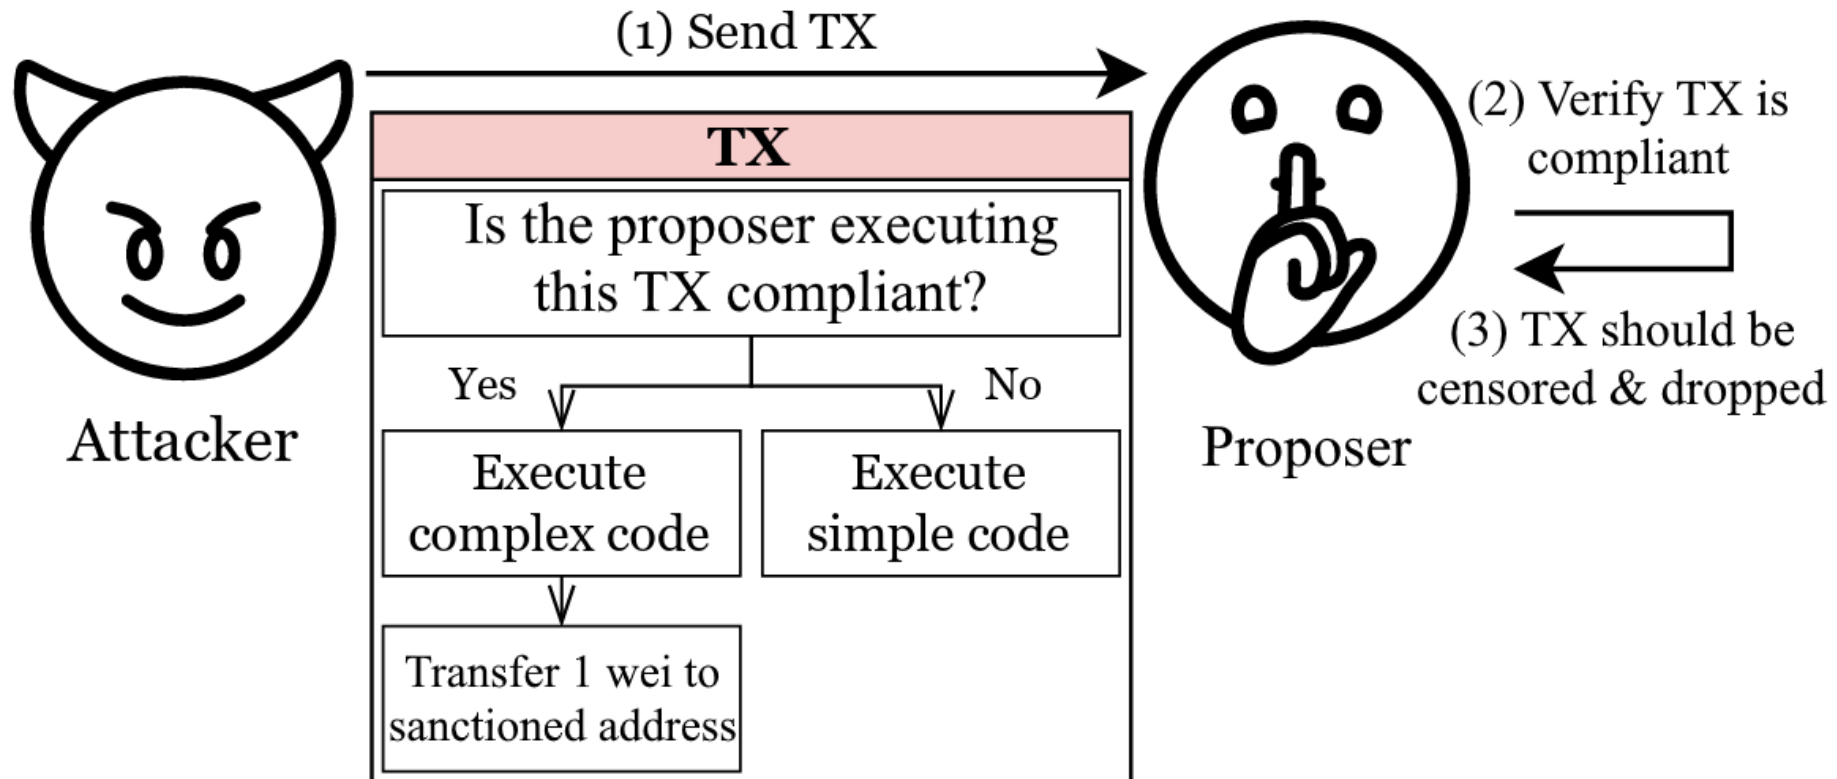 (1) Send TX
TX
Is the proposer executing
this TX compliant?
Yes
No
Execute
complex code
Execute
simple code
Transfer 1 wei to
sanctioned address
Attacker
Proposer
(2) Verify TX is
compliant
(3) TX should be
censored & dropped